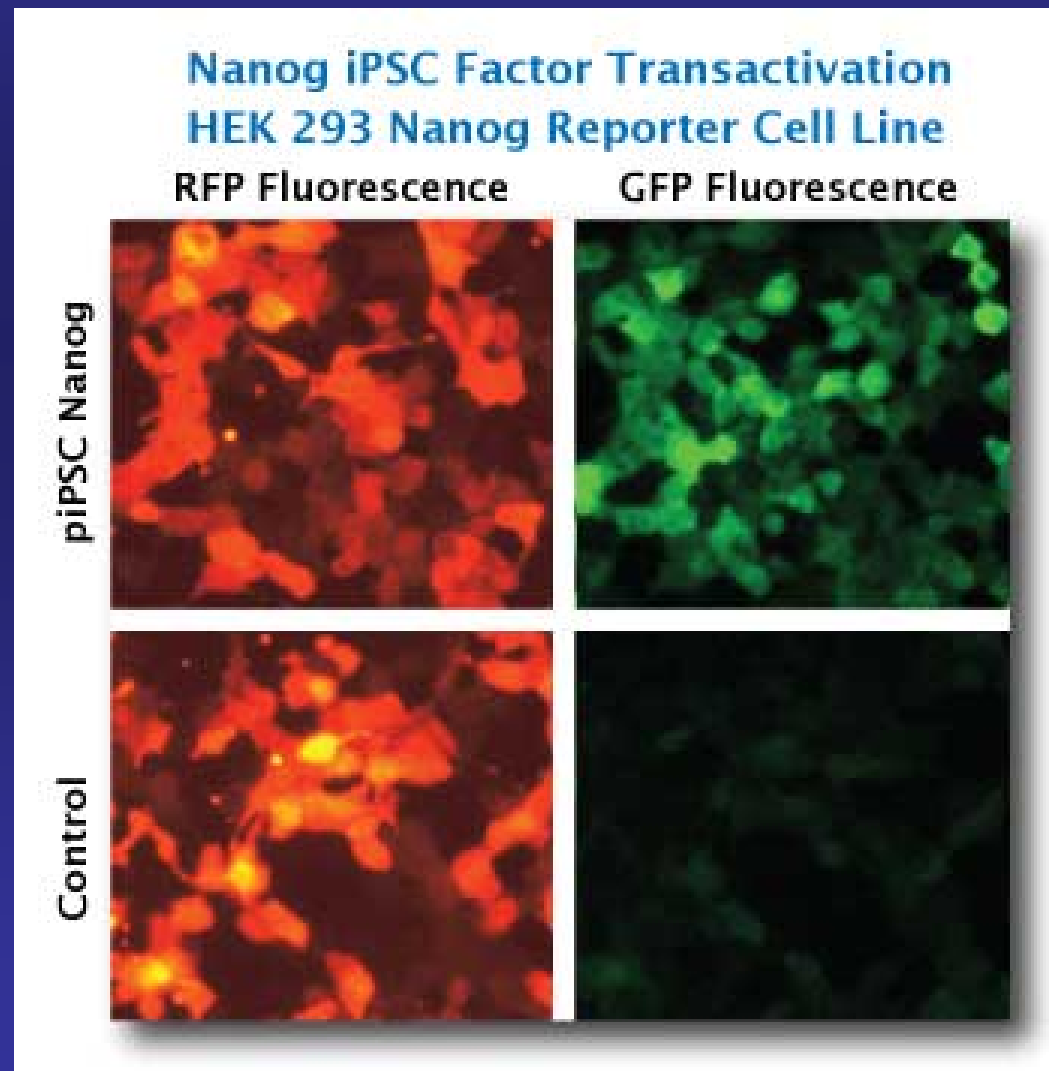 Nanog iPSC Factor Transactivation
HEK 293 Nanog Reporter Cell Line
RFP Fluorescence
GFP Fluorescence
piPSC Nanog
Control